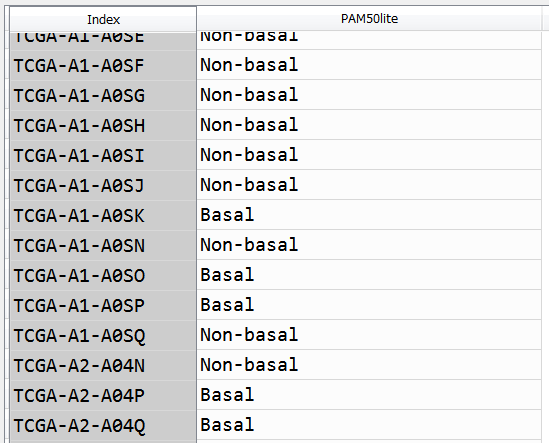 Index PAM50lite
TCGA-A1-A0SE Non-basal
TCGA-A1-A0SF Non-basal
TCGA-A1-A0SG Non-basal
TCGA-A1-A0SH Non-basal
TCGA-A1-A0SI Non-basal
TCGA-A1-A0SJ Non-basal
TCGA-A1-A0SK Basal
TCGA-A1-A0SN Non-basal
TCGA-A1-A0SO Basal
TCGA-A1-A0SP Basal
TCGA-A1-A0SQ Non-basal
TCGA-A2-A04N Non-basal
TCGA-A2-A04P Basal
TCGA-A2-A04Q Basal